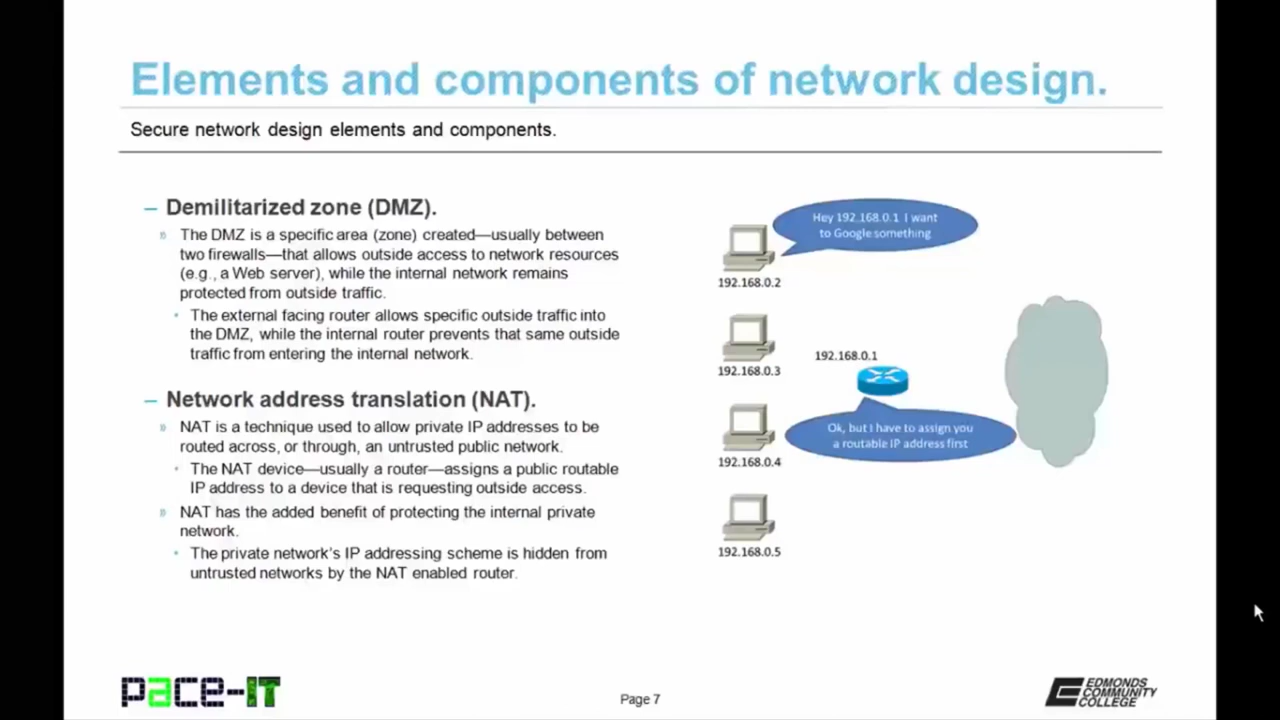 Elements and components of network design.
Secure network design elements and components.
– Demilitarized zone (DMZ).
» The DMZ is a specific area (zone) created—usually between
two firewalls—that allows outside access to network resources
(e.g., a Web server), while the internal network remains
protected from outside traffic.
• The external facing router allows specific outside traffic into
the DMZ, while the internal router prevents that same outside
traffic from entering the internal network.
– Network address translation (NAT).
» NAT is a technique used to allow private IP addresses to be
routed across, or through, an untrusted public network.
• The NAT device—usually a router—assigns a public routable
IP address to a device that is requesting outside access.
» NAT has the added benefit of protecting the internal private
network.
• The private network's IP addressing scheme is hidden from
untrusted networks by the NAT enabled router.
Hey 192.168.0.1 I want
to Google something
192.168.0.2
192.168.0.3
192.168.0.1
Ok, but I have to assign you
a routable IP address first
192.168.0.4
192.168.0.5
pace-IT
Page 7
EDMONDS
COMMUNITY
COLLEGE